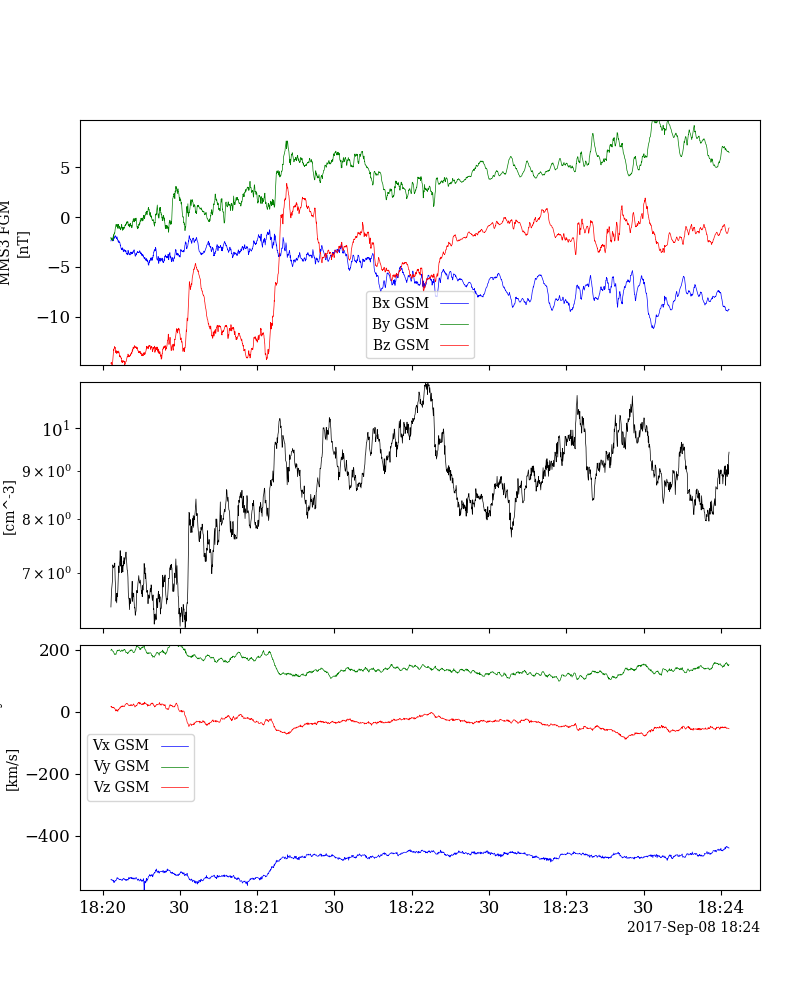 MMS3 FGM
[nT]
5
0
−5
−10
Bx GSM
By GSM
Bz GSM
[cm^-3]
10¹
9 × 10⁰
8 × 10⁰
7 × 10⁰
[km/s]
200
0
−200
−400
Vx GSM
Vy GSM
Vz GSM
18:20 30 18:21 30 18:22 30 18:23 30 18:24
2017-Sep-08 18:24